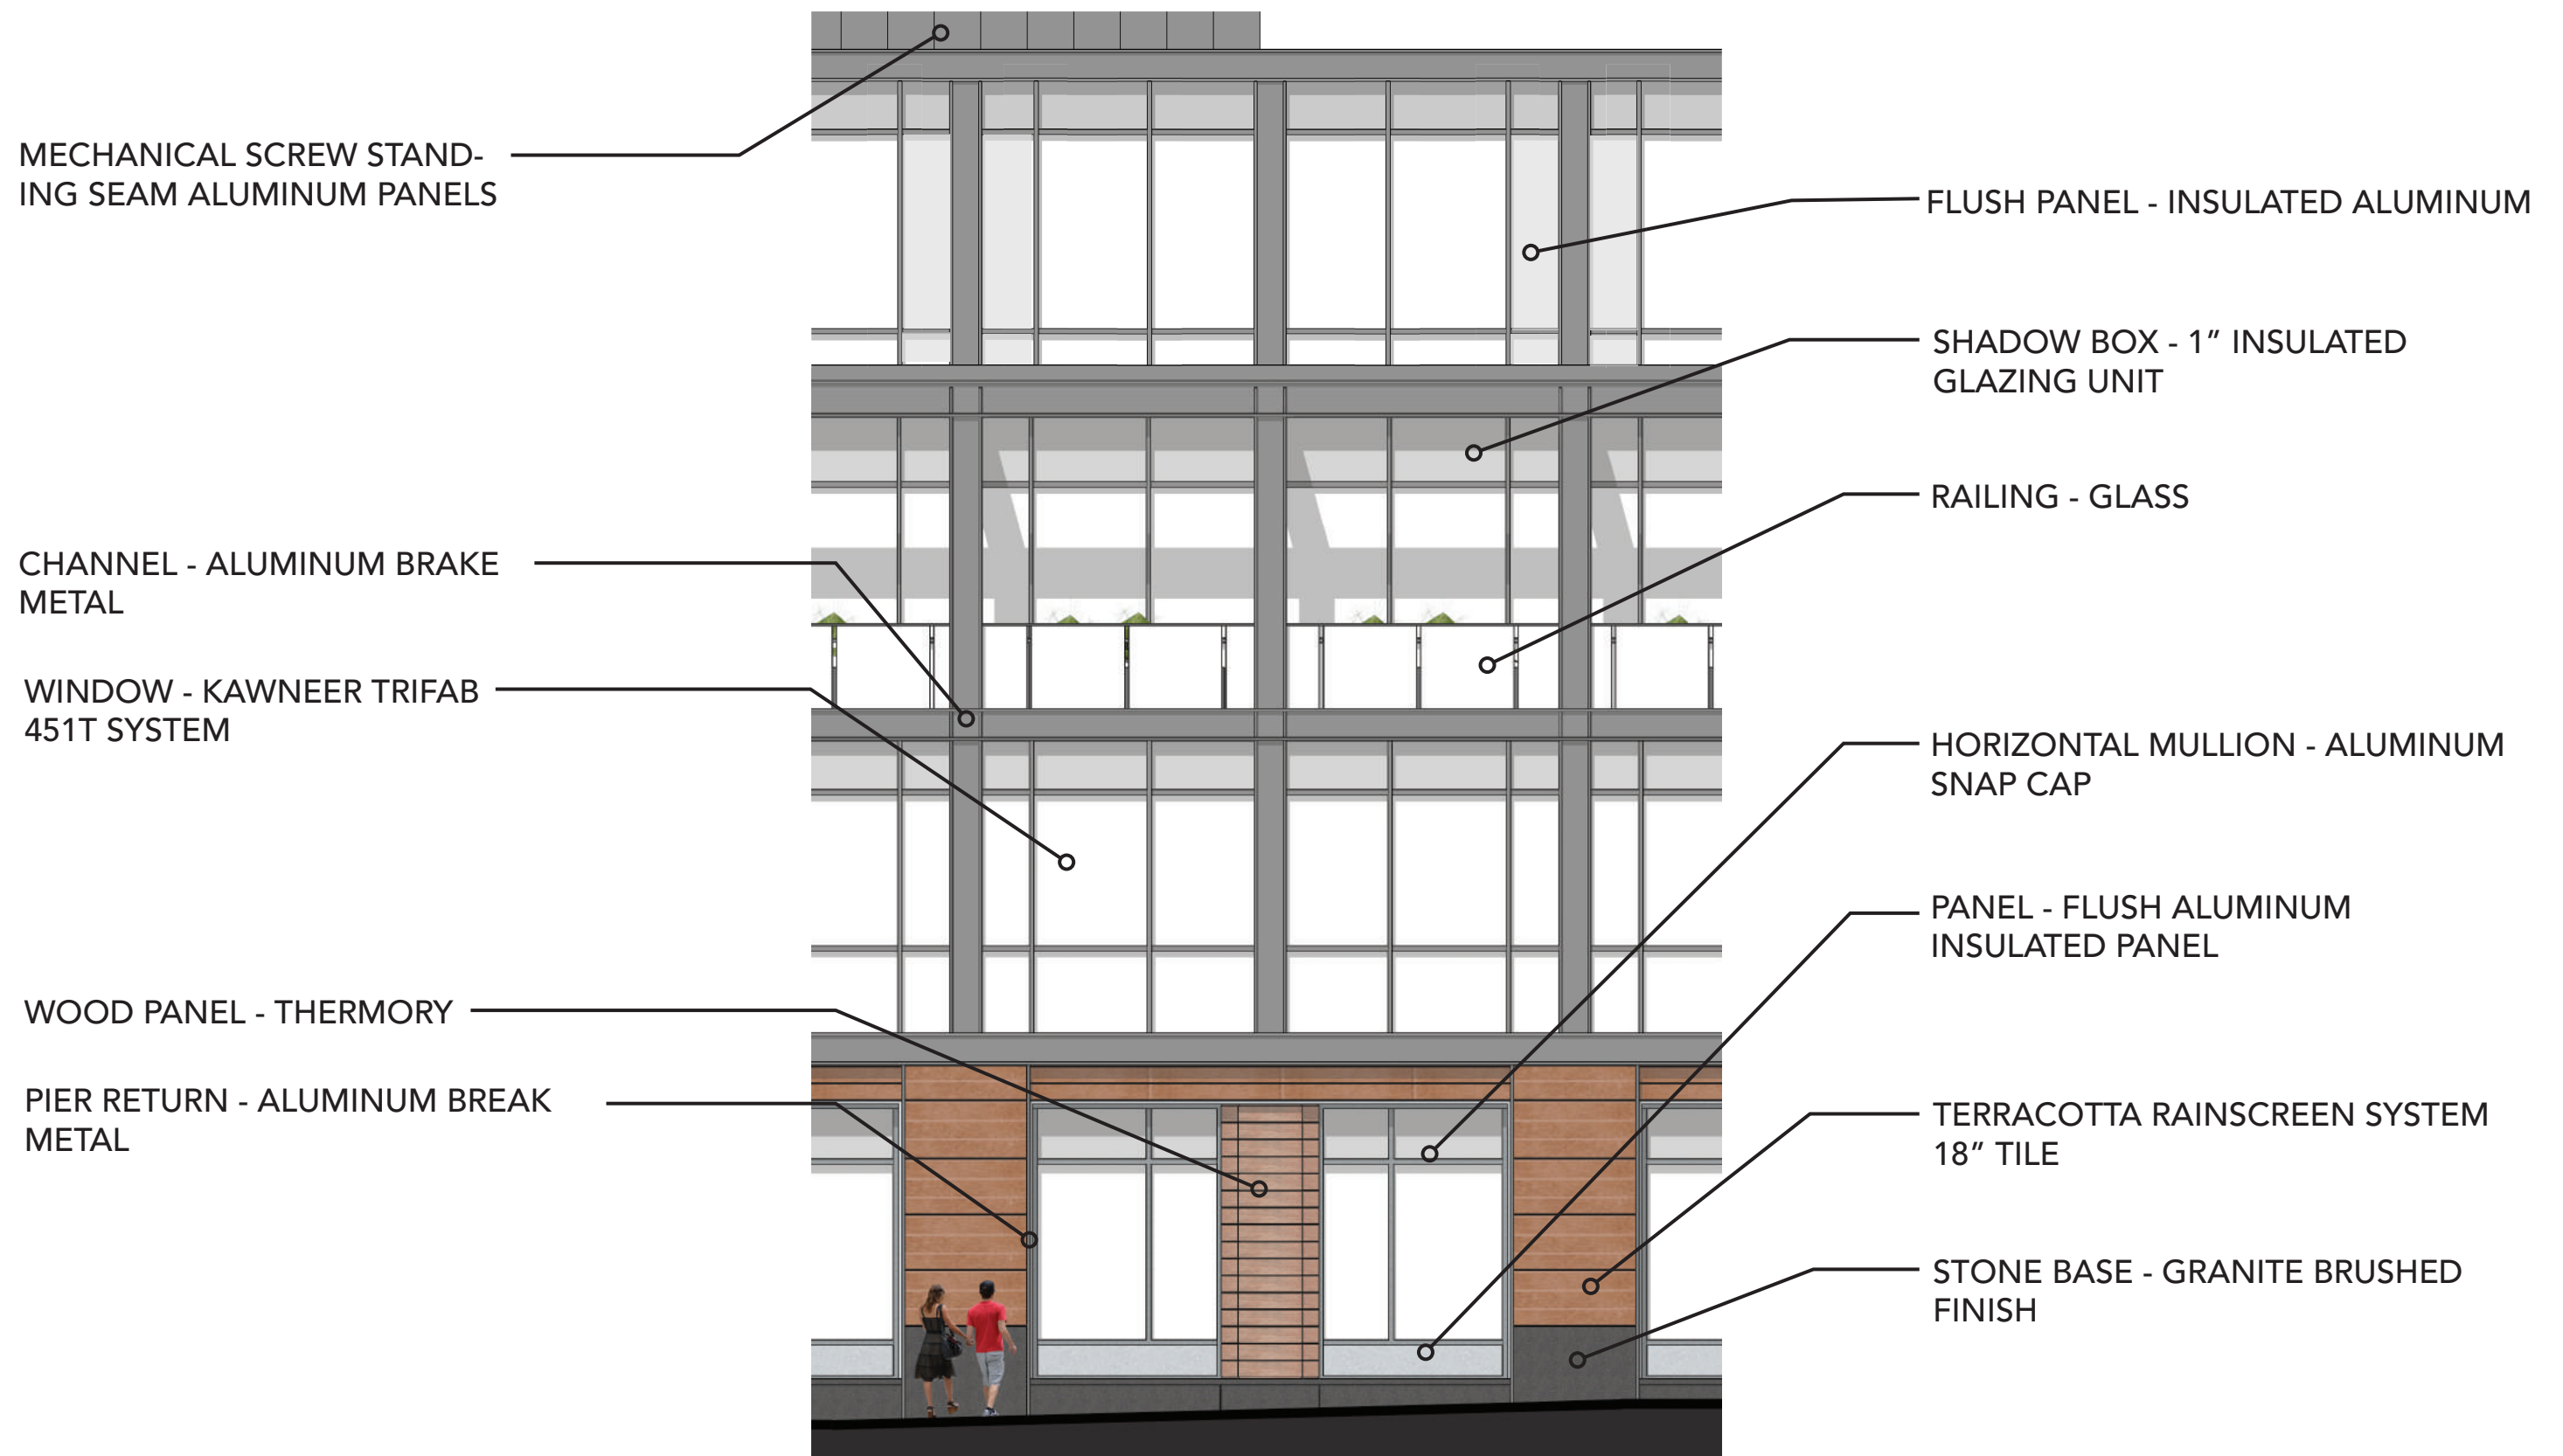 MECHANICAL SCREW STAND-
ING SEAM ALUMINUM PANELS
CHANNEL - ALUMINUM BRAKE
METAL
WINDOW - KAWNEER TRIFAB
451T SYSTEM
WOOD PANEL - THERMORY
PIER RETURN - ALUMINUM BREAK
METAL
FLUSH PANEL - INSULATED ALUMINUM
SHADOW BOX - 1” INSULATED
GLAZING UNIT
RAILING - GLASS
HORIZONTAL MULLION - ALUMINUM
SNAP CAP
PANEL - FLUSH ALUMINUM
INSULATED PANEL
TERRACOTTA RAINSCREEN SYSTEM
18” TILE
STONE BASE - GRANITE BRUSHED
FINISH